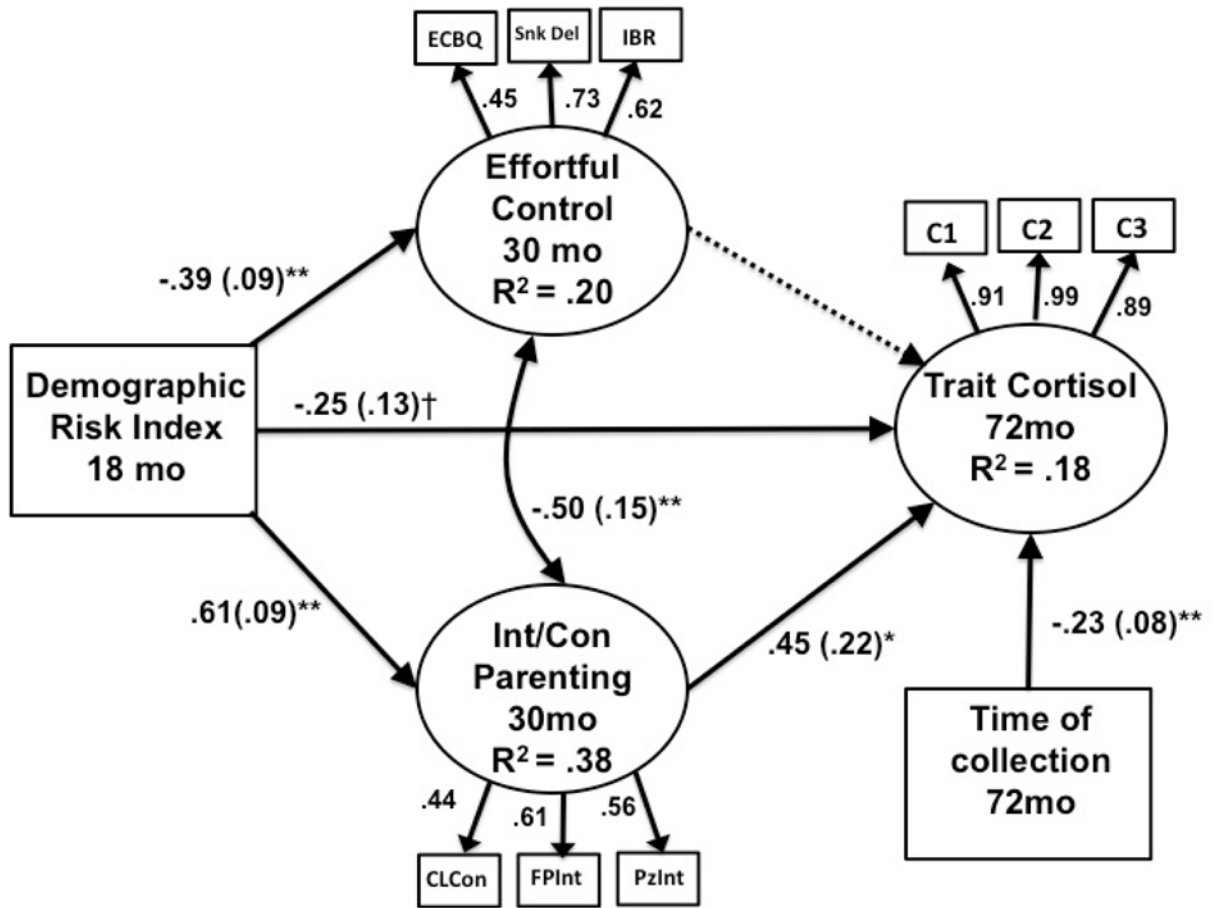 ECBQ
Snk Del
IBR
.45
.73
.62
Effortful
Control
30 mo
R² = .20
C1
C2
C3
.91
.99
.89
-.39 (.09)**
Demographic
Risk Index
18 mo
-.25 (.13)†
Trait Cortisol
72mo
R² = .18
-.50 (.15)**
.61(.09)**
Int/Con
Parenting
30mo
R² = .38
.45 (.22)*
-.23 (.08)**
Time of
collection
72mo
.44
.61
.56
CLCon
FPInt
PzInt